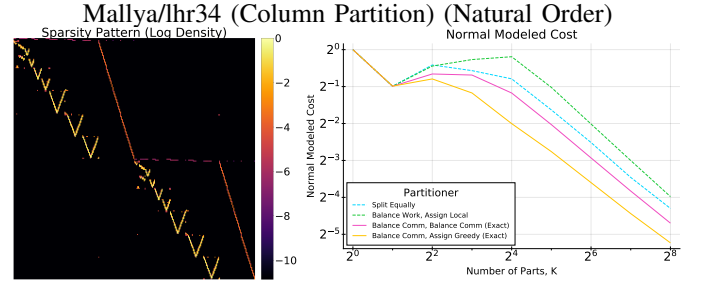 Mallya/lhr34 (Column Partition) (Natural Order)
Sparsity Pattern (Log Density)
0
−2
−4
−6
−8
−10
Normal Modeled Cost
Normal Modeled Cost
2^0
2^-1
2^-2
2^-3
2^-4
2^-5
Partitioner
Split Equally
Balance Work, Assign Local
Balance Comm, Balance Comm (Exact)
Balance Comm, Assign Greedy (Exact)
2^0
2^2
2^4
2^6
2^8
Number of Parts, K